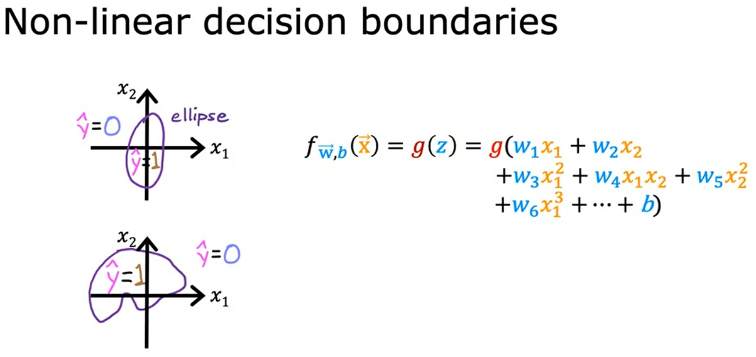 Non-linear decision boundaries
x₂
ŷ=0
ellipse
x₁
ŷ=1
f_{w⃗,b}(x⃗) = g(z) = g(w₁x₁ + w₂x₂
+w₃x₁² + w₄x₁x₂ + w₅x₂²
+w₆x₁³ + ⋯ + b)
x₂
ŷ=1
ŷ=0
x₁